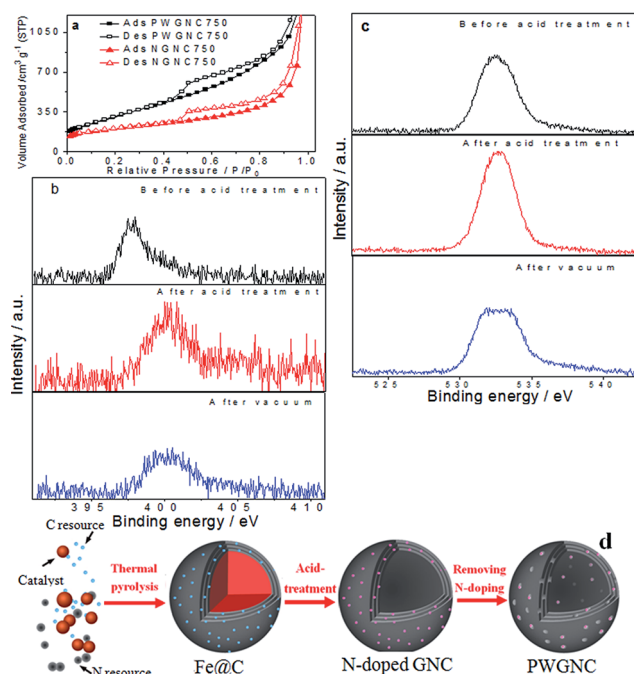 a
Ads PWGNC750
Des PWGNC750
Ads NGNC750
Des NGNC750
Volume Adsorbed /cm³ g⁻¹ (STP)
1050
700
350
0
0.0 0.2 0.4 0.6 0.8 1.0
Relative Pressure / P/P₀
b
Before acid treatment
After acid treatment
After vacuum
Intensity / a.u.
395 400 405 410
Binding energy / eV
c
Before acid treatment
After acid treatment
After vacuum
Intensity / a.u.
525 530 535 540
Binding energy / eV
d
C resource
Catalyst
N resource
Thermal
pyrolysis
Fe@C
Acid-
treatment
N-doped GNC
Removing
N-doping
PWGNC